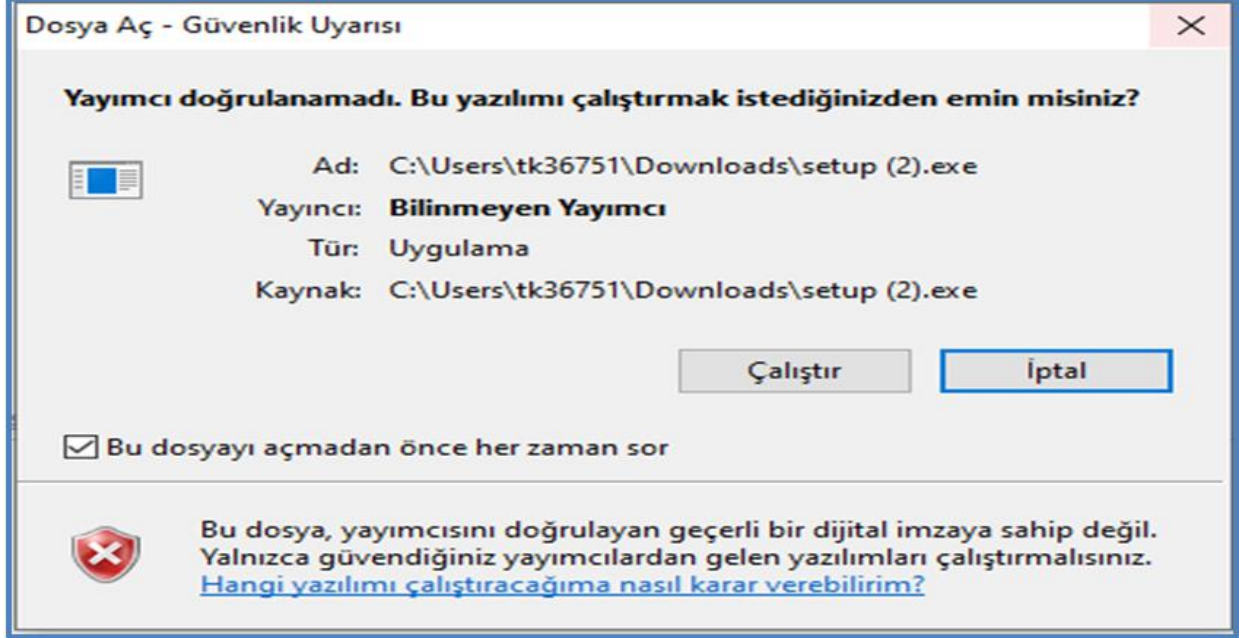 Dosya Aç - Güvenlik Uyarısı
Yayımcı doğrulanamadı. Bu yazılımı çalıştırmak istediğinizden emin misiniz?
Ad: C:\Users\tk36751\Downloads\setup (2).exe
Yayıncı: Bilinmeyen Yayımcı
Tür: Uygulama
Kaynak: C:\Users\tk36751\Downloads\setup (2).exe
Çalıştır İptal
Bu dosyayı açmadan önce her zaman sor
Bu dosya, yayımcısını doğrulayan geçerli bir dijital imzaya sahip değil.
Yalnızca güvendiğiniz yayımcılardan gelen yazılımları çalıştırmalısınız.
Hangi yazılımı çalıştıracağıma nasıl karar verebilirim?